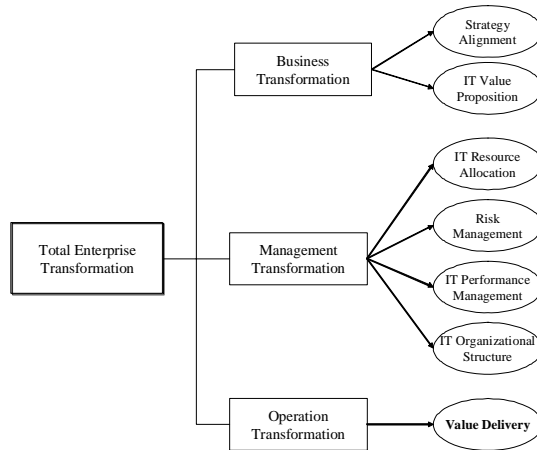 Strategy
Alignment
Business
Transformation
IT Value
Proposition
IT Resource
Allocation
Risk
Management
Total Enterprise
Transformation
Management
Transformation
IT Performance
Management
IT Organizational
Structure
Operation
Transformation
Value Delivery